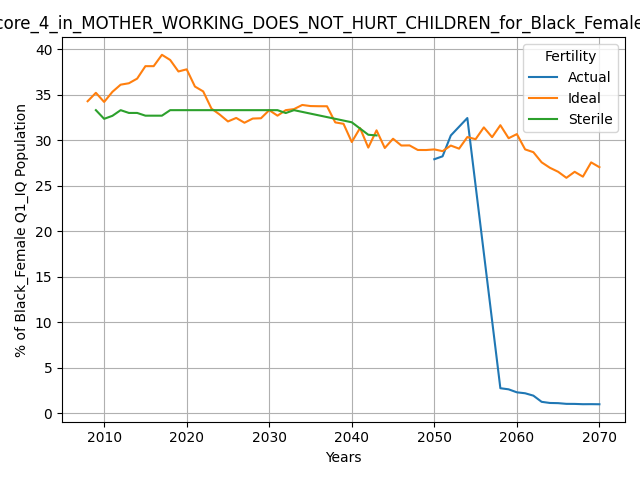 core_4_in_MOTHER_WORKING_DOES_NOT_HURT_CHILDREN_for_Black_Female
Fertility
Actual
Ideal
Sterile
% of Black_Female Q1_IQ Population
40
35
30
25
20
15
10
5
0
2010 2020 2030 2040 2050 2060 2070
Years